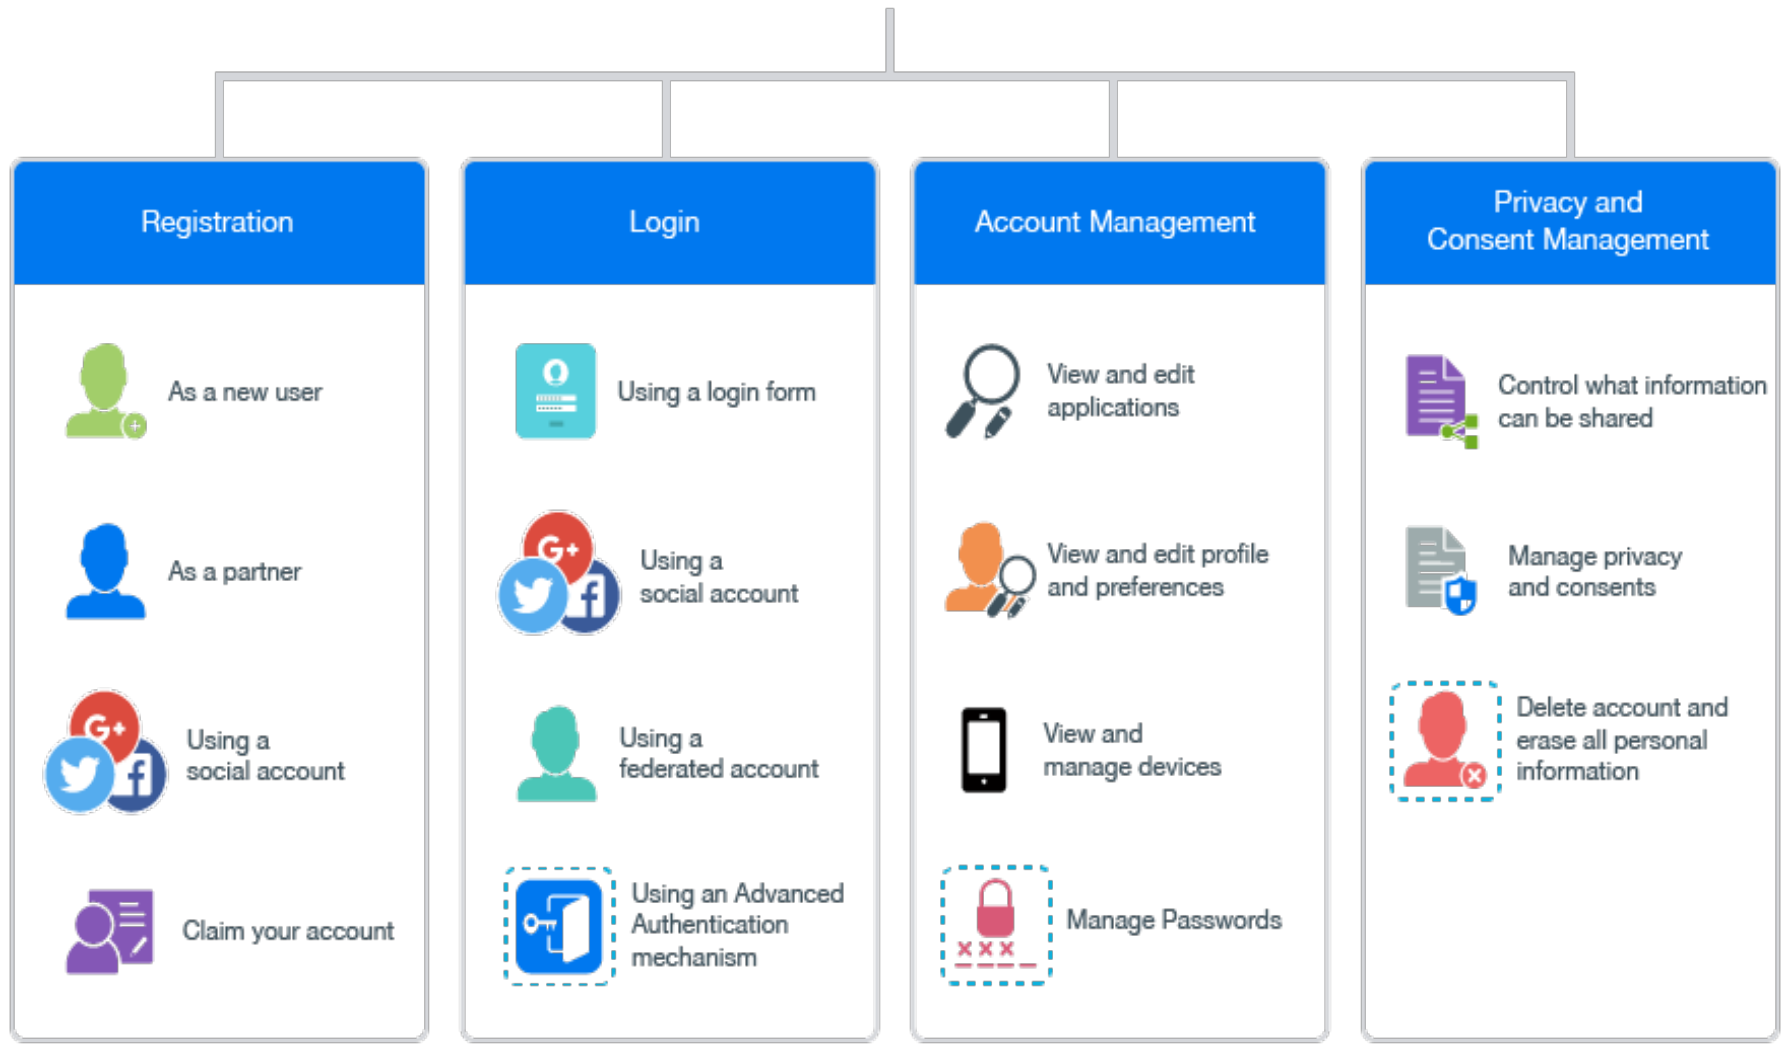 Registration
As a new user
As a partner
G+
Using a
social account
Claim your account
Login
Using a login form
G+
Using a
social account
Using a
federated account
Using an Advanced
Authentication
mechanism
Account Management
View and edit
applications
View and edit profile
and preferences
View and
manage devices
Manage Passwords
Privacy and
Consent Management
Control what information
can be shared
Manage privacy
and consents
Delete account and
erase all personal
information